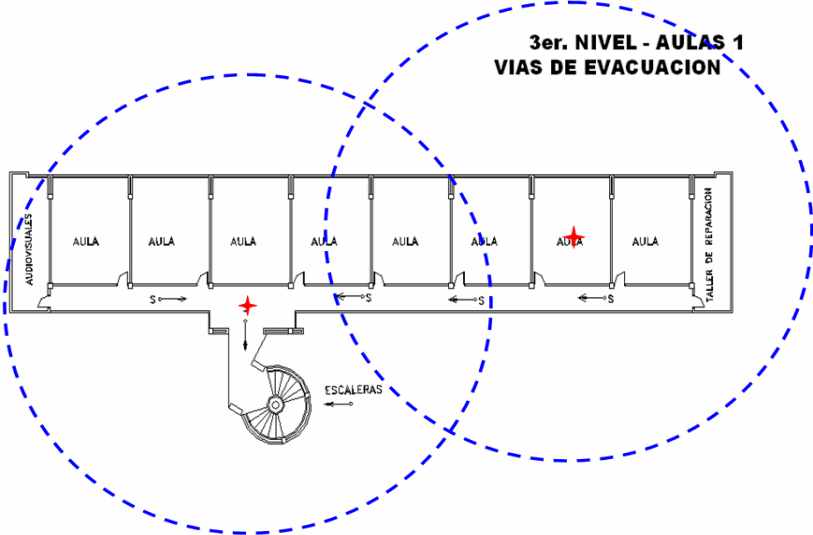 3er. NIVEL - AULAS 1
VIAS DE EVACUACION
AUDIOVISUALES
AULA
AULA
AULA
AULA
AULA
AULA
AULA
AULA
TALLER DE REPARACION
S
S
S
S
ESCALERAS